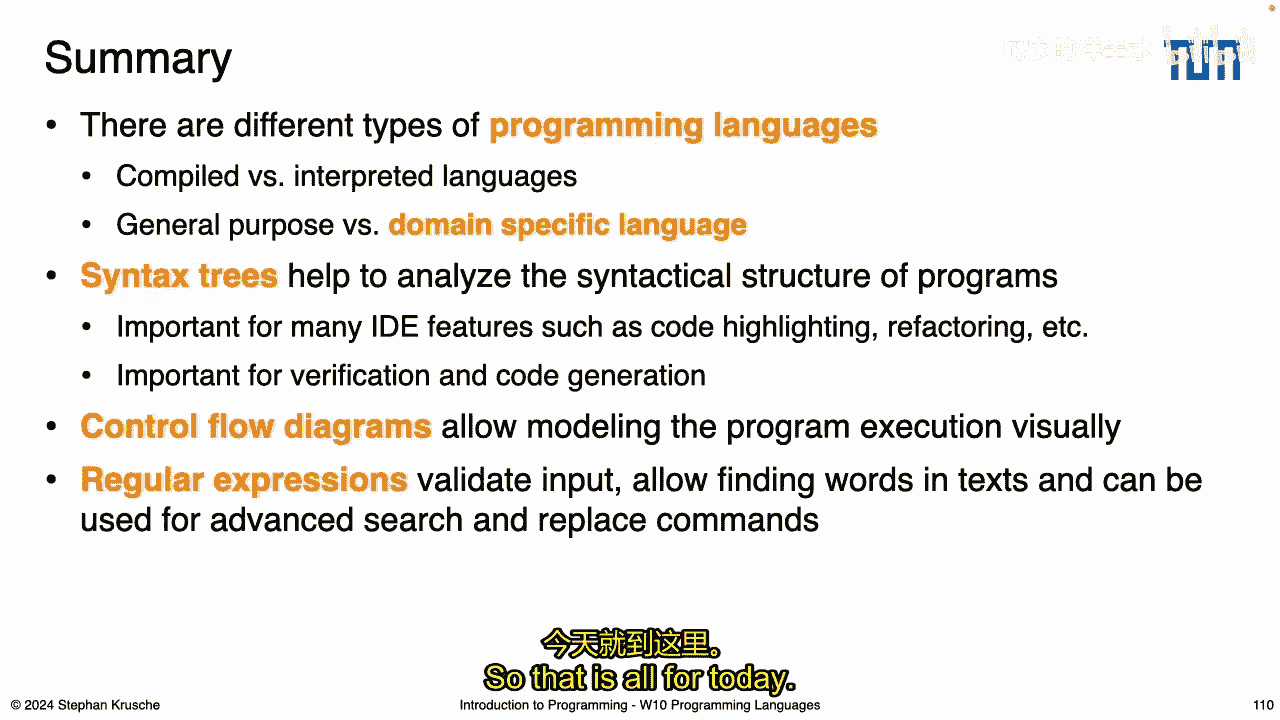 Summary
• There are different types of programming languages
• Compiled vs. interpreted languages
• General purpose vs. domain specific language
• Syntax trees help to analyze the syntactical structure of programs
• Important for many IDE features such as code highlighting, refactoring, etc.
• Important for verification and code generation
• Control flow diagrams allow modeling the program execution visually
• Regular expressions validate input, allow finding words in texts and can be
used for advanced search and replace commands
今天就到这里。
So that is all for today.
© 2024 Stephan Krusche
Introduction to Programming - W10 Programming Languages
110